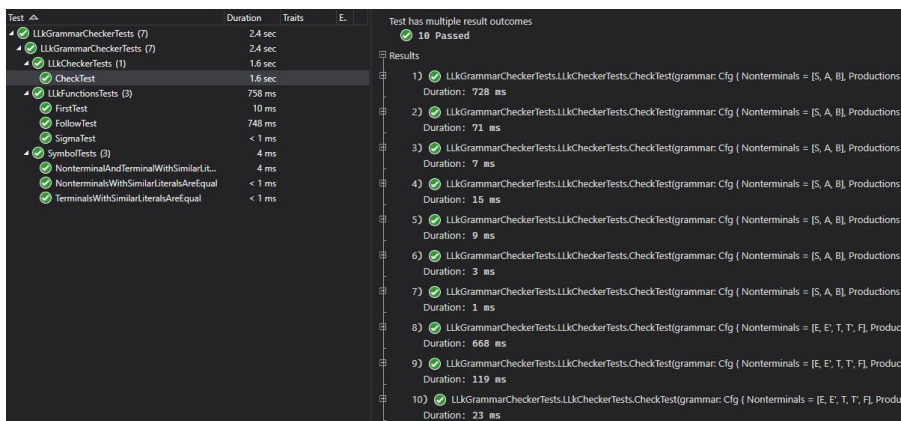 Test Duration Traits E..
LLkGrammarCheckerTests (7) 2.4 sec
LLkGrammarCheckerTests (7) 2.4 sec
LLkCheckerTests (1) 1.6 sec
CheckTest 1.6 sec
LLkFunctionsTests (3) 758 ms
FirstTest 10 ms
FollowTest 748 ms
SigmaTest < 1 ms
SymbolTests (3) 4 ms
NonterminalAndTerminalWithSimilarLit... 4 ms
NonterminalsWithSimilarLiteralsAreEqual < 1 ms
TerminalsWithSimilarLiteralsAreEqual < 1 ms
Test has multiple result outcomes
10 Passed
Results
1) LLkGrammarCheckerTests.LLkCheckerTests.CheckTest(grammar: Cfg { Nonterminals = [S, A, B], Productions
Duration: 728 ms
2) LLkGrammarCheckerTests.LLkCheckerTests.CheckTest(grammar: Cfg { Nonterminals = [S, A, B], Productions
Duration: 71 ms
3) LLkGrammarCheckerTests.LLkCheckerTests.CheckTest(grammar: Cfg { Nonterminals = [S, A, B], Productions
Duration: 7 ms
4) LLkGrammarCheckerTests.LLkCheckerTests.CheckTest(grammar: Cfg { Nonterminals = [S, A, B], Productions
Duration: 15 ms
5) LLkGrammarCheckerTests.LLkCheckerTests.CheckTest(grammar: Cfg { Nonterminals = [S, A, B], Productions
Duration: 9 ms
6) LLkGrammarCheckerTests.LLkCheckerTests.CheckTest(grammar: Cfg { Nonterminals = [S, A, B], Productions
Duration: 3 ms
7) LLkGrammarCheckerTests.LLkCheckerTests.CheckTest(grammar: Cfg { Nonterminals = [S, A, B], Productions
Duration: 1 ms
8) LLkGrammarCheckerTests.LLkCheckerTests.CheckTest(grammar: Cfg { Nonterminals = [E, E', T, T', F], Produc
Duration: 668 ms
9) LLkGrammarCheckerTests.LLkCheckerTests.CheckTest(grammar: Cfg { Nonterminals = [E, E', T, T', F], Produc
Duration: 119 ms
10) LLkGrammarCheckerTests.LLkCheckerTests.CheckTest(grammar: Cfg { Nonterminals = [E, E', T, T', F], Produ
Duration: 23 ms